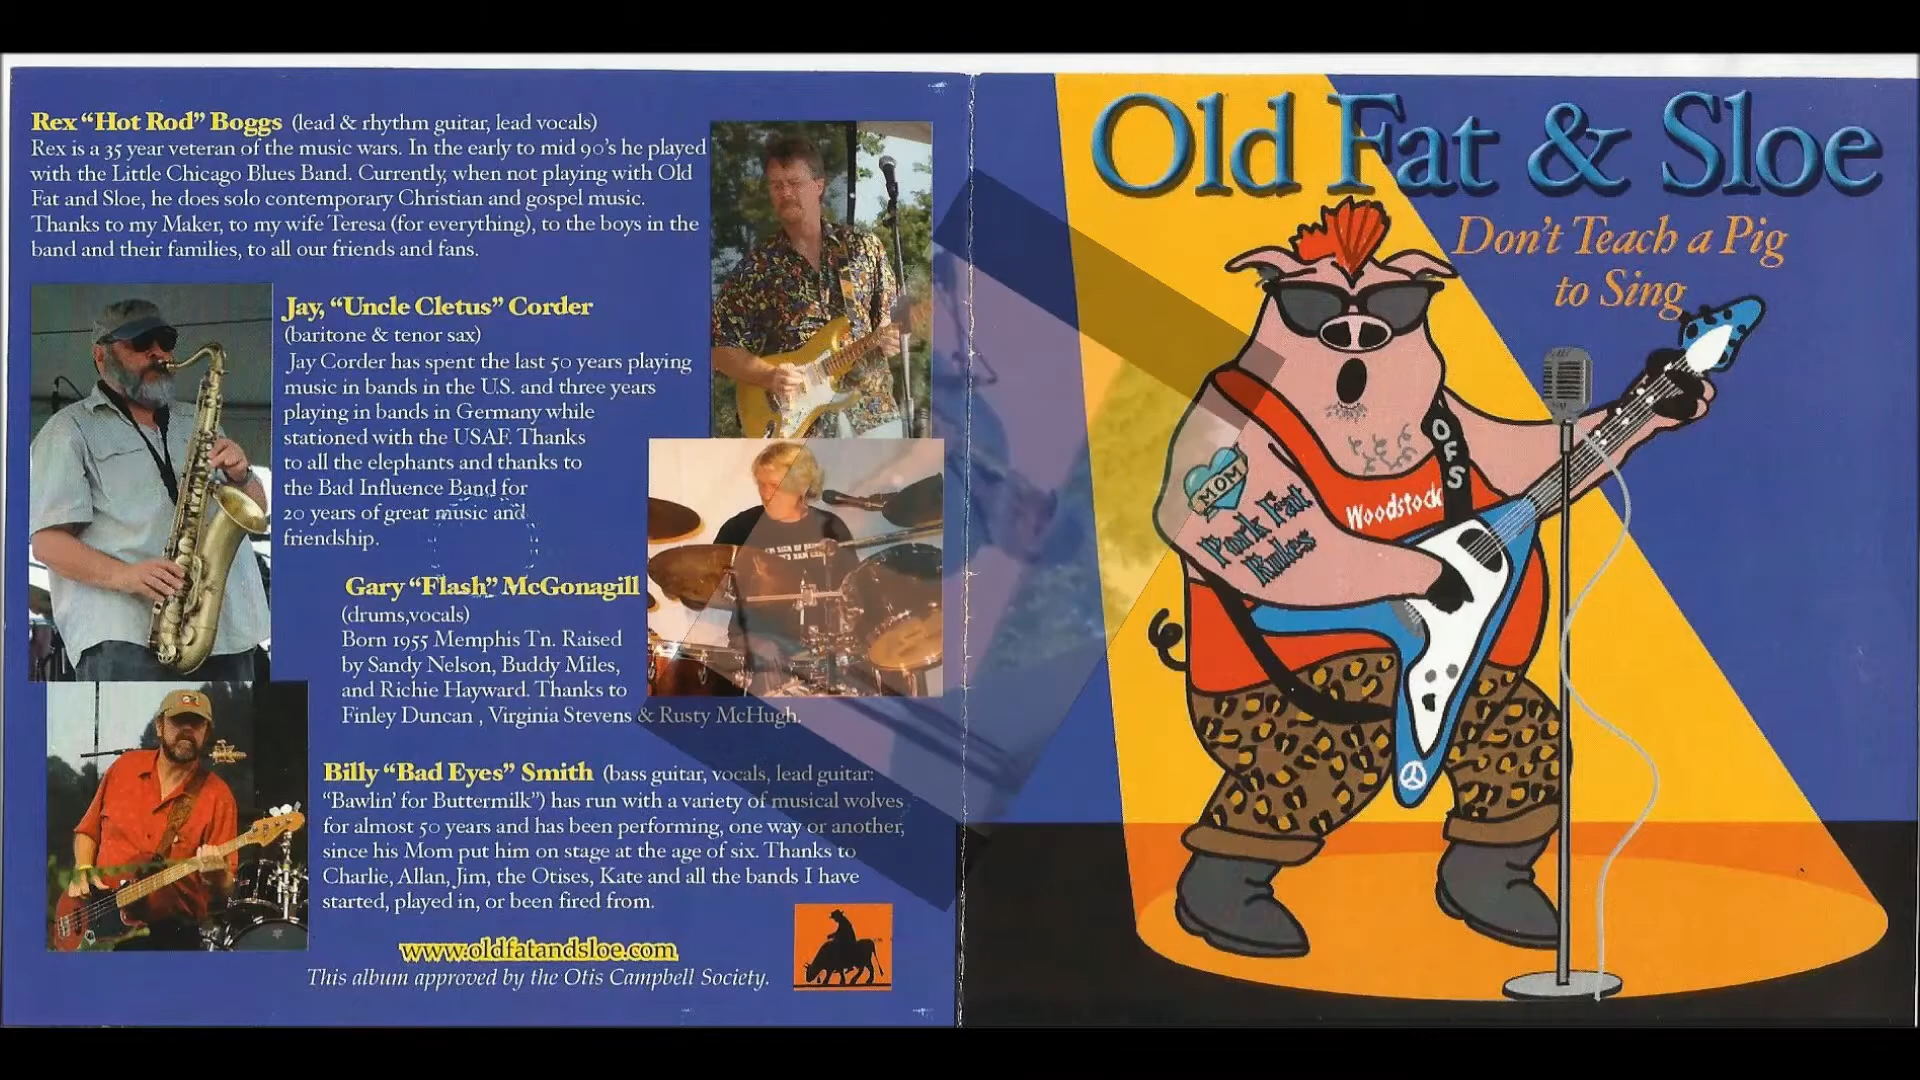 Rex “Hot Rod” Boggs (lead & rhythm guitar, lead vocals)
Rex is a 35 year veteran of the music wars. In the early to mid 90's he played
with the Little Chicago Blues Band. Currently, when not playing with Old
Fat and Sloe, he does solo contemporary Christian and gospel music.
Thanks to my Maker, to my wife Teresa (for everything), to the boys in the
band and their families, to all our friends and fans.
Jay, “Uncle Cletus” Corder
(baritone & tenor sax)
Jay Corder has spent the last 50 years playing
music in bands in the U.S. and three years
playing in bands in Germany while
stationed with the USAF. Thanks
to all the elephants and thanks to
the Bad Influence Band for
20 years of great music and
friendship.
Gary “Flash” McGonagill
(drums,vocals)
Born 1955 Memphis Tn. Raised
by Sandy Nelson, Buddy Miles,
and Richie Hayward. Thanks to
Finley Duncan , Virginia Stevens & Rusty McHugh.
Billy “Bad Eyes” Smith (bass guitar, vocals, lead guitar:
“Bawlin' for Buttermilk”) has run with a variety of musical wolves
for almost 50 years and has been performing, one way or another,
since his Mom put him on stage at the age of six. Thanks to
Charlie, Allan, Jim, the Otises, Kate and all the bands I have
started, played in, or been fired from.
www.oldfatandsloe.com
This album approved by the Otis Campbell Society.
Old Fat & Sloe
Don't Teach a Pig
to Sing
OFS
MOM
Woodstock
Pork Fat
Rules